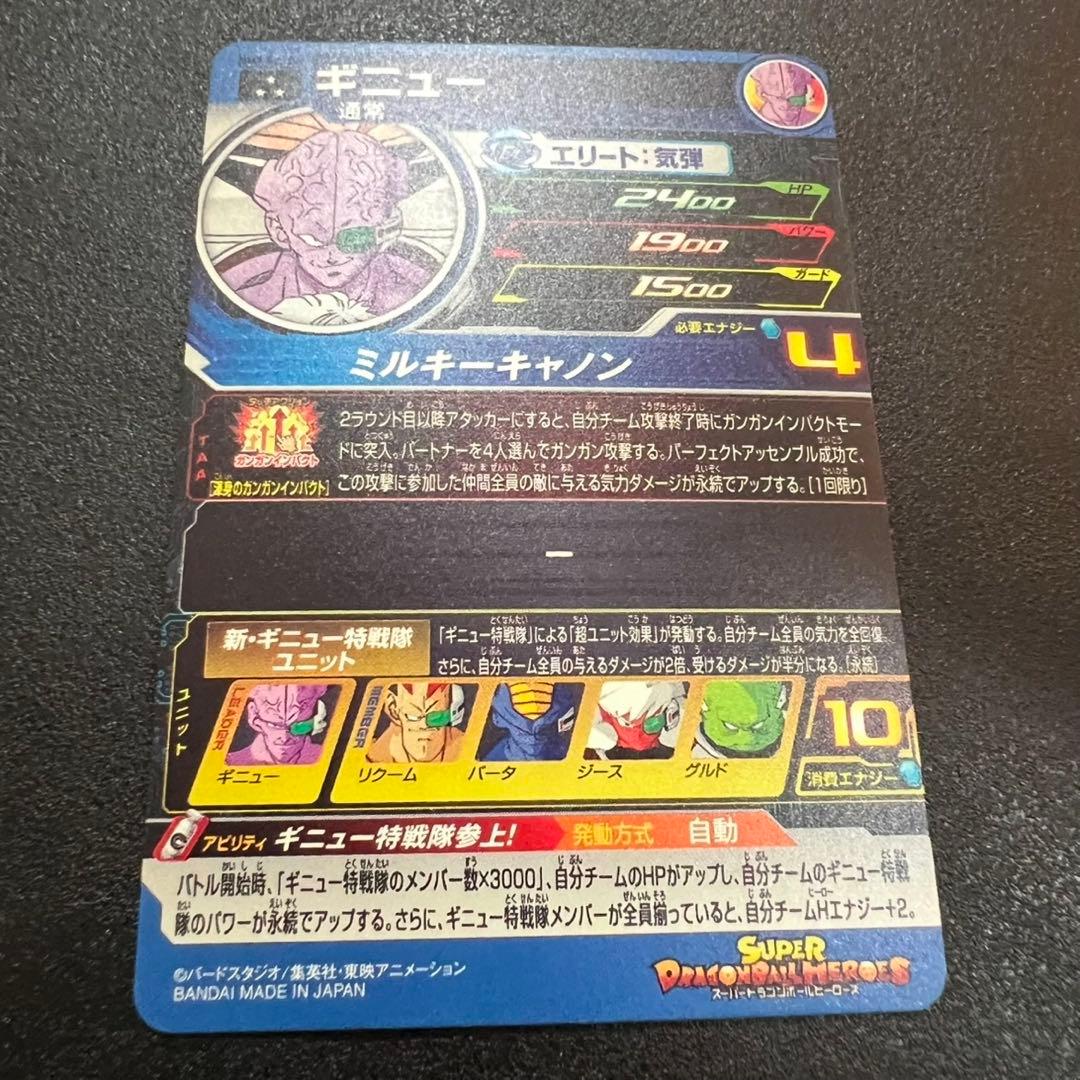 ギニュー
通常
エリート:気弾
2400
HP
1900
パワー
1500
ガード
必要エナジー
4
ミルキーキャノン
TAA
ガンガンインパクト
[渾身のガンガンインパクト]
2ラウンド目以降アタッカーにすると、自分チーム攻撃終了時にガンガンインパクトモー
ドに突入。パートナーを4人選んでガンガン攻撃する。パーフェクトアッセンブル成功で、
この攻撃に参加した仲間全員の敵に与える気力ダメージが永続でアップする。[1回限り]
ー
ユニット
新・ギニュー特戦隊
ユニット
「ギニュー特戦隊」による「超ユニット効果」が発動する。自分チーム全員の気力を全回復。
さらに、自分チーム全員の与えるダメージが2倍、受けるダメージが半分になる。[永続]
LEADER
MEMBER
ギニュー
リクーム
バータ
ジース
グルド
10
消費エナジー
アビリティ ギニュー特戦隊参上! 発動方式 自動
バトル開始時、「ギニュー特戦隊のメンバー数×3000」、自分チームのHPがアップし、自分チームのギニュー特戦
隊のパワーが永続でアップする。さらに、ギニュー特戦隊メンバーが全員揃っていると、自分チームHエナジー+2。
©バードスタジオ/集英社・東映アニメーション
BANDAI MADE IN JAPAN
SUPER
DRAGONBALL HEROES
スーパードラゴンボールヒーローズ